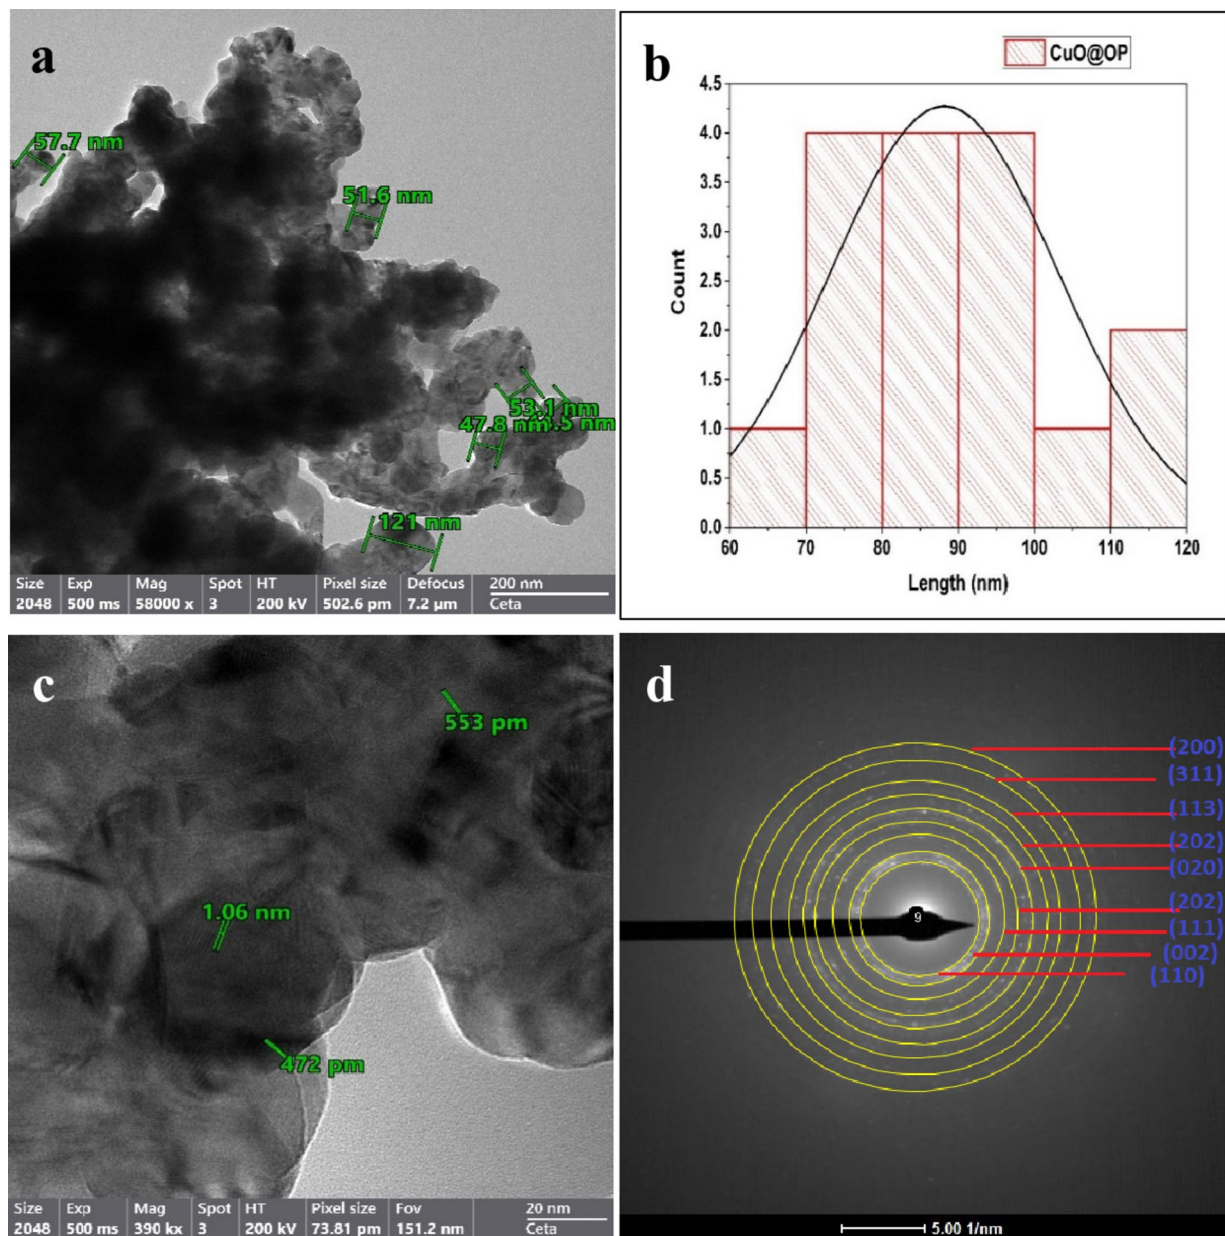 a
57.7 nm
51.6 nm
53.1 nm
47.8 nm
.5 nm
121 nm
Size Exp Mag Spot HT Pixel size Defocus 200 nm
2048 500 ms 58000 x 3 200 kV 502.6 pm 7.2 µm Ceta
b
CuO@OP
4.5
4.0
3.5
3.0
2.5
2.0
1.5
1.0
0.5
0.0
Count
60 70 80 90 100 110 120
Length (nm)
c
553 pm
1.06 nm
472 pm
Size Exp Mag Spot HT Pixel size Fov 20 nm
2048 500 ms 390 kx 3 200 kV 73.81 pm 151.2 nm Ceta
d
(200)
(311)
(113)
(202)
(020)
(202)
(111)
(002)
(110)
9
5.00 1/nm